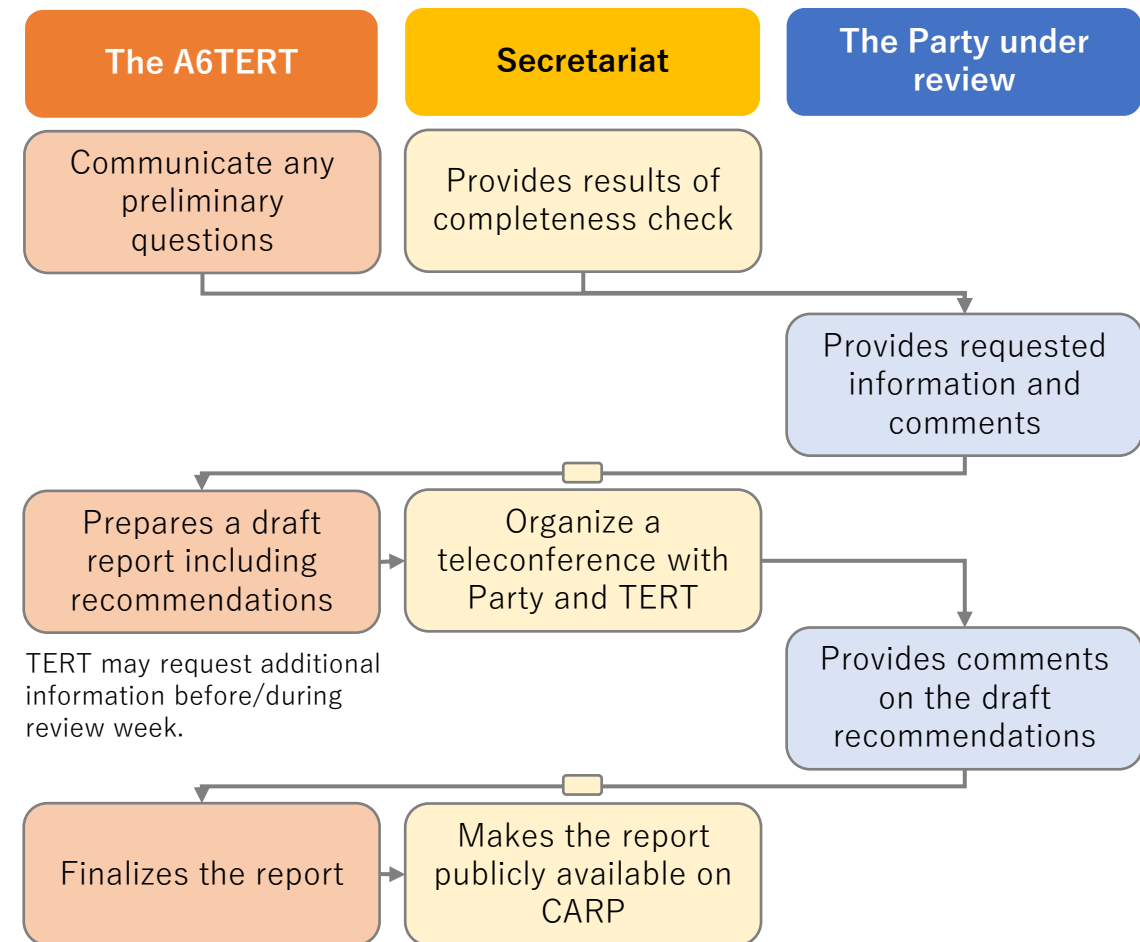 The A6TERT
Secretariat
The Party under
review
Communicate any
preliminary
questions
Provides results of
completeness check
Provides requested
information and
comments
Prepares a draft
report including
recommendations
Organize a
teleconference with
Party and TERT
TERT may request additional
information before/during
review week.
Provides comments
on the draft
recommendations
Finalizes the report
Makes the report
publicly available on
CARP